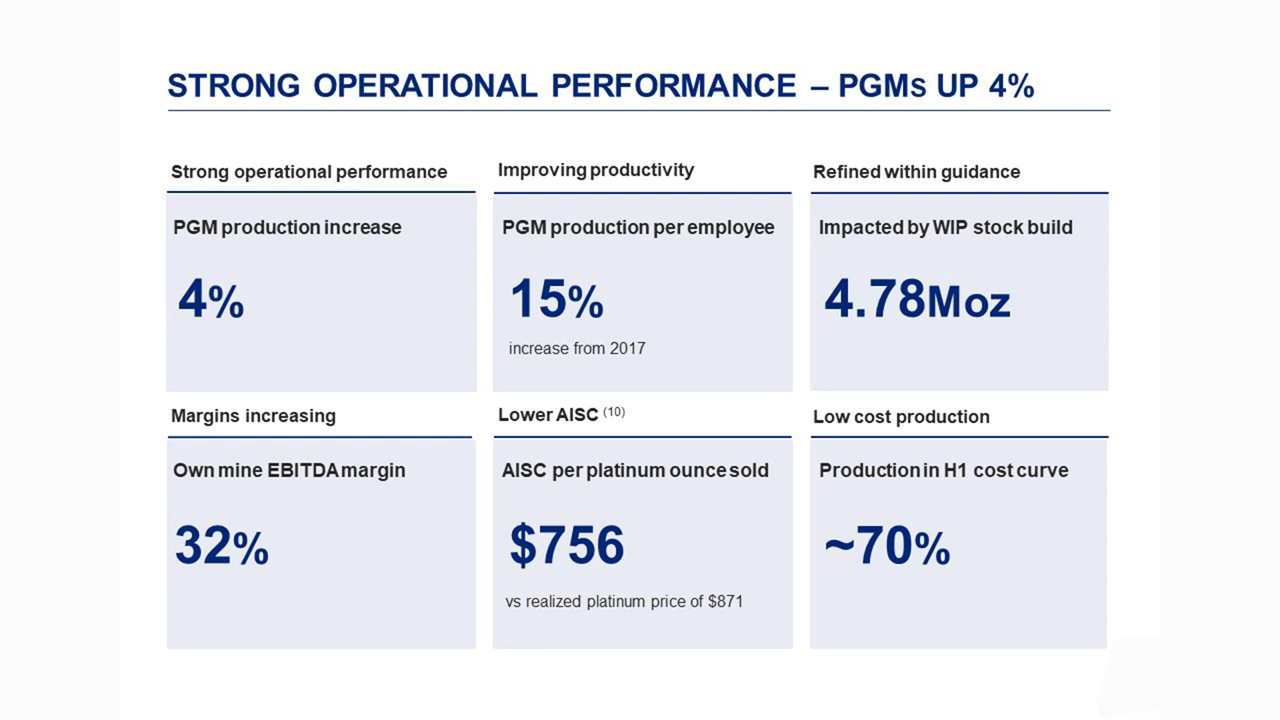 STRONG OPERATIONAL PERFORMANCE – PGMs UP 4%
Strong operational performance
PGM production increase
4%
Improving productivity
PGM production per employee
15%
increase from 2017
Refined within guidance
Impacted by WIP stock build
4.78Moz
Margins increasing
Own mine EBITDA margin
32%
Lower AISC (10)
AISC per platinum ounce sold
$756
vs realized platinum price of $871
Low cost production
Production in H1 cost curve
~70%